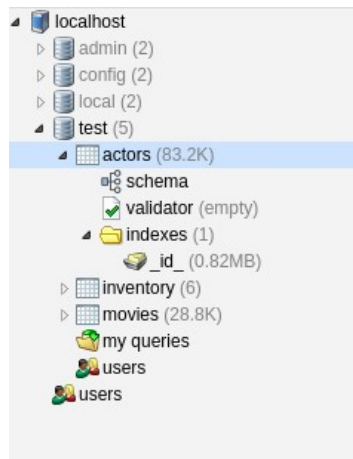 localhost
admin (2)
config (2)
local (2)
test (5)
actors (83.2K)
schema
validator (empty)
indexes (1)
_id_ (0.82MB)
inventory (6)
movies (28.8K)
my queries
users
users